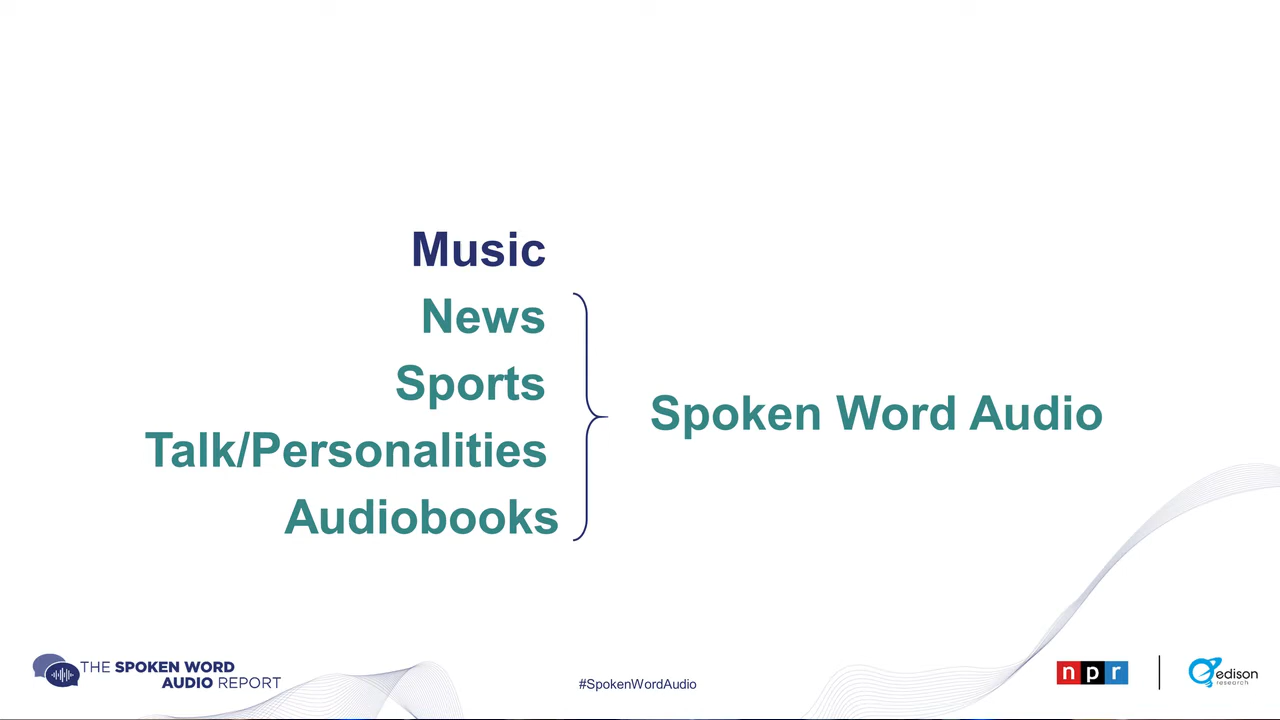 Music
News
Sports
Talk/Personalities
Audiobooks
Spoken Word Audio
THE SPOKEN WORD
AUDIO REPORT
#SpokenWordAudio
npr
edison
research